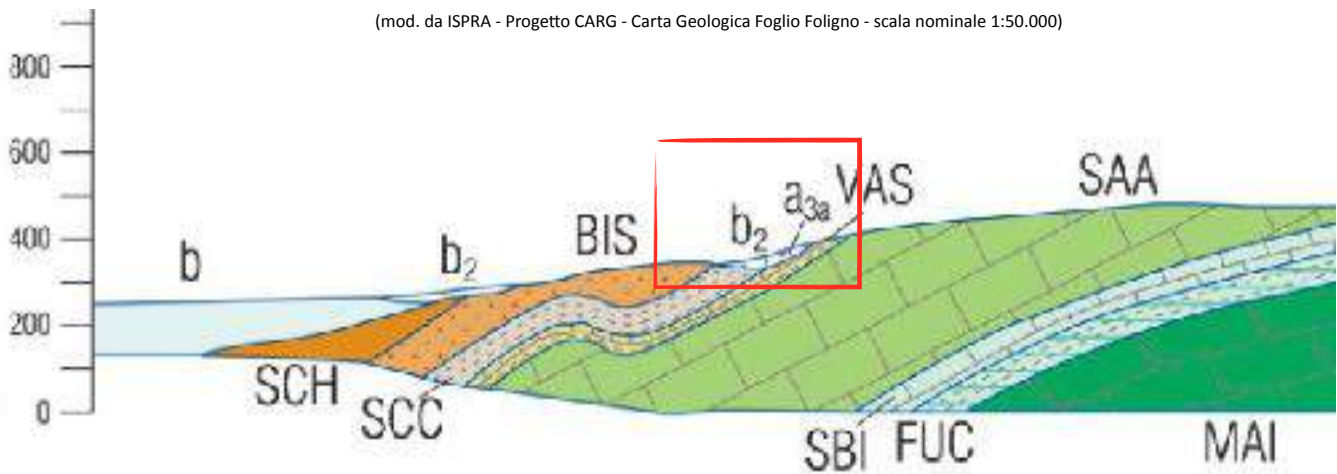 (mod. da ISPRA - Progetto CARG - Carta Geologica Foglio Foligno - scala nominale 1:50.000)
800
600
VAS
SAA
a3a
BIS
b2
400
b
b2
200
SCH
SCC
0
SBI
FUC
MAI